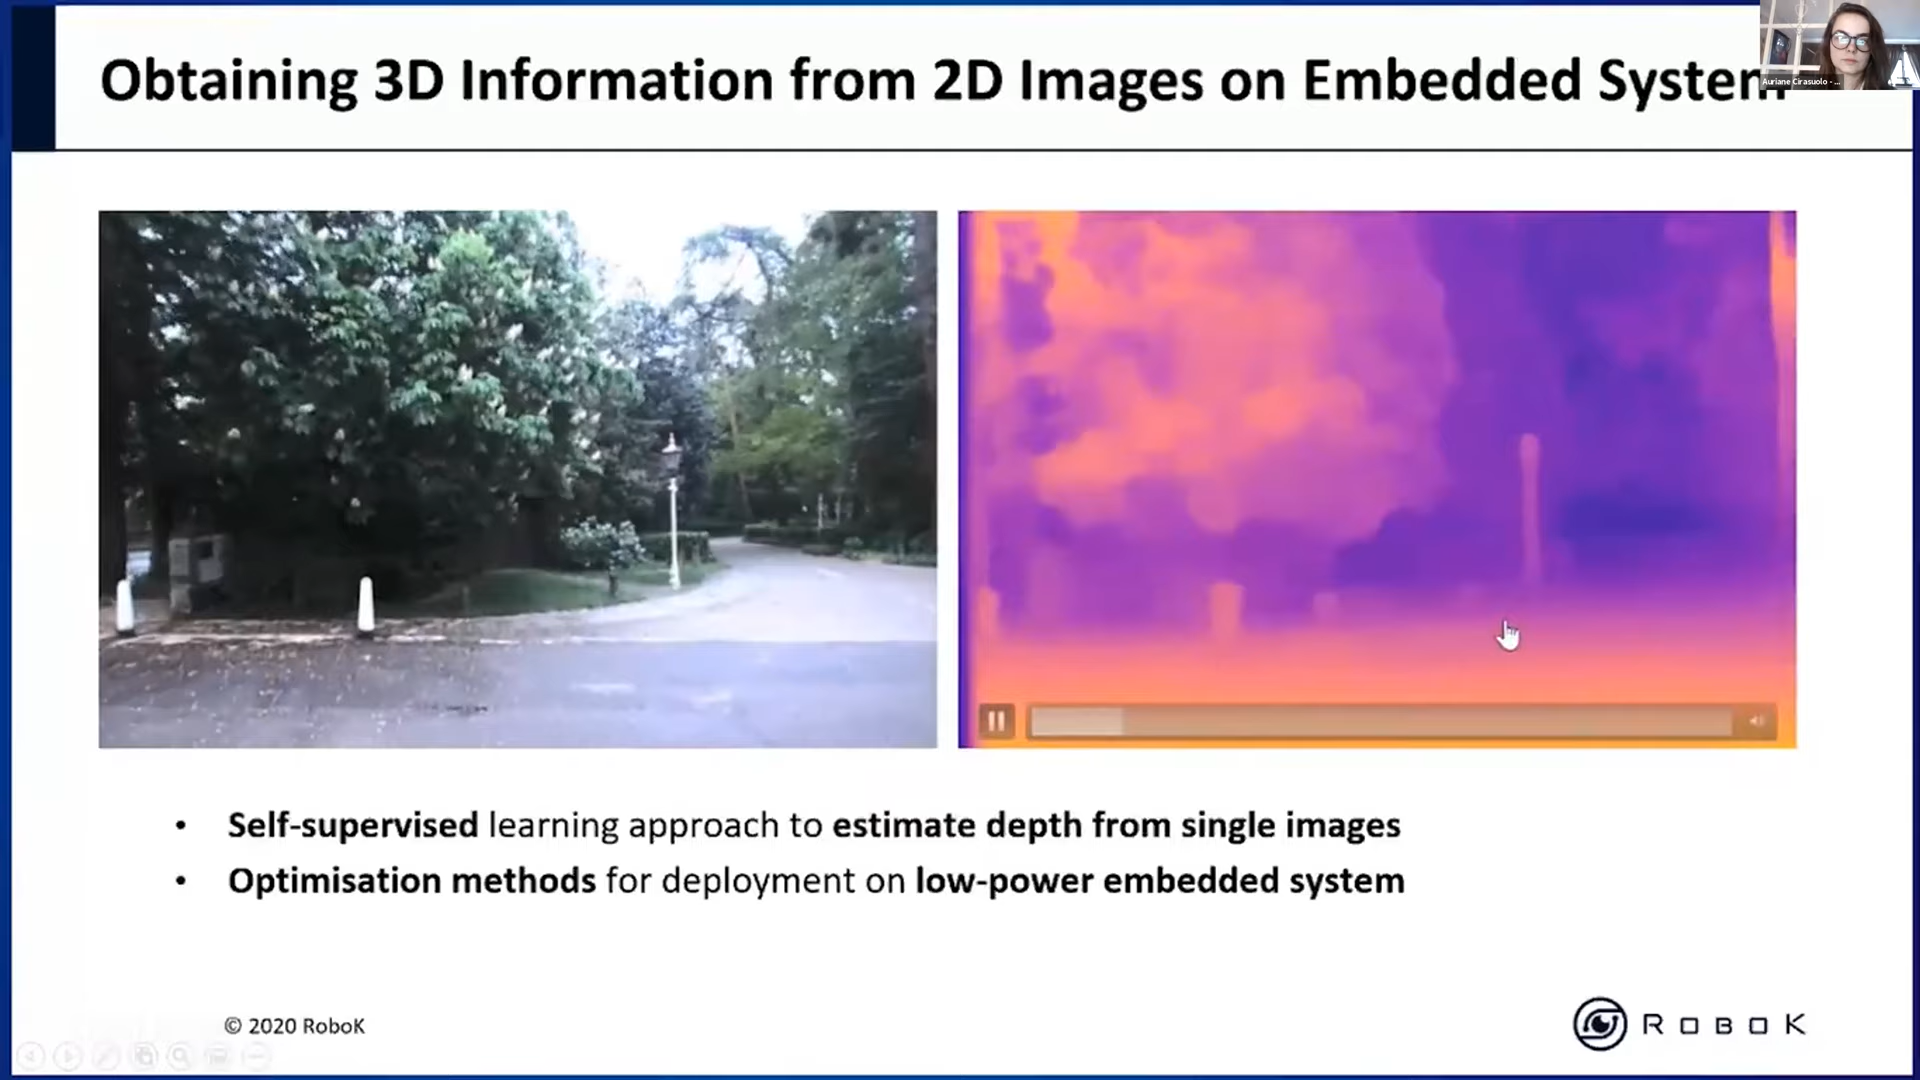 Obtaining 3D Information from 2D Images on Embedded System
Auriane Cirasuolo - ...
• Self-supervised learning approach to estimate depth from single images
• Optimisation methods for deployment on low-power embedded system
© 2020 RoboK
ROBOK